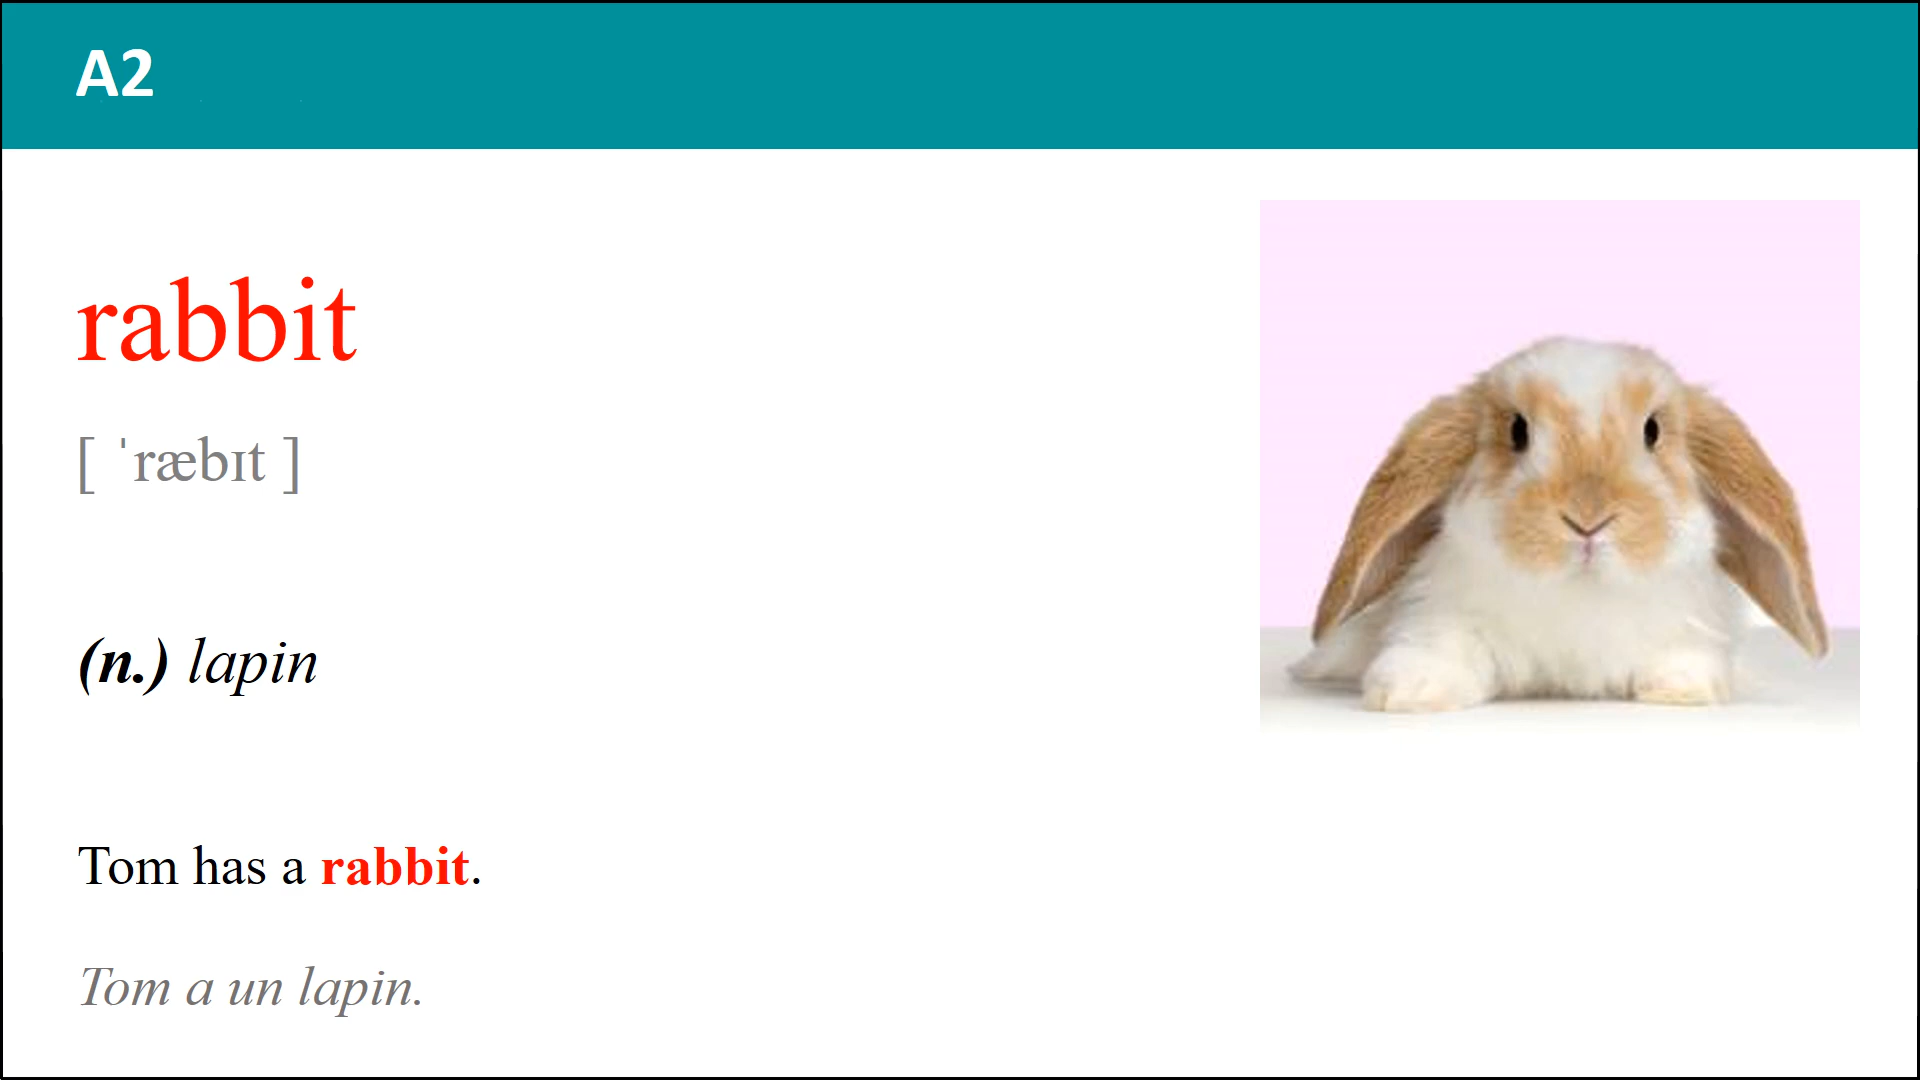 A2
rabbit
[ ˈræbɪt ]
(n.) lapin
Tom has a rabbit.
Tom a un lapin.